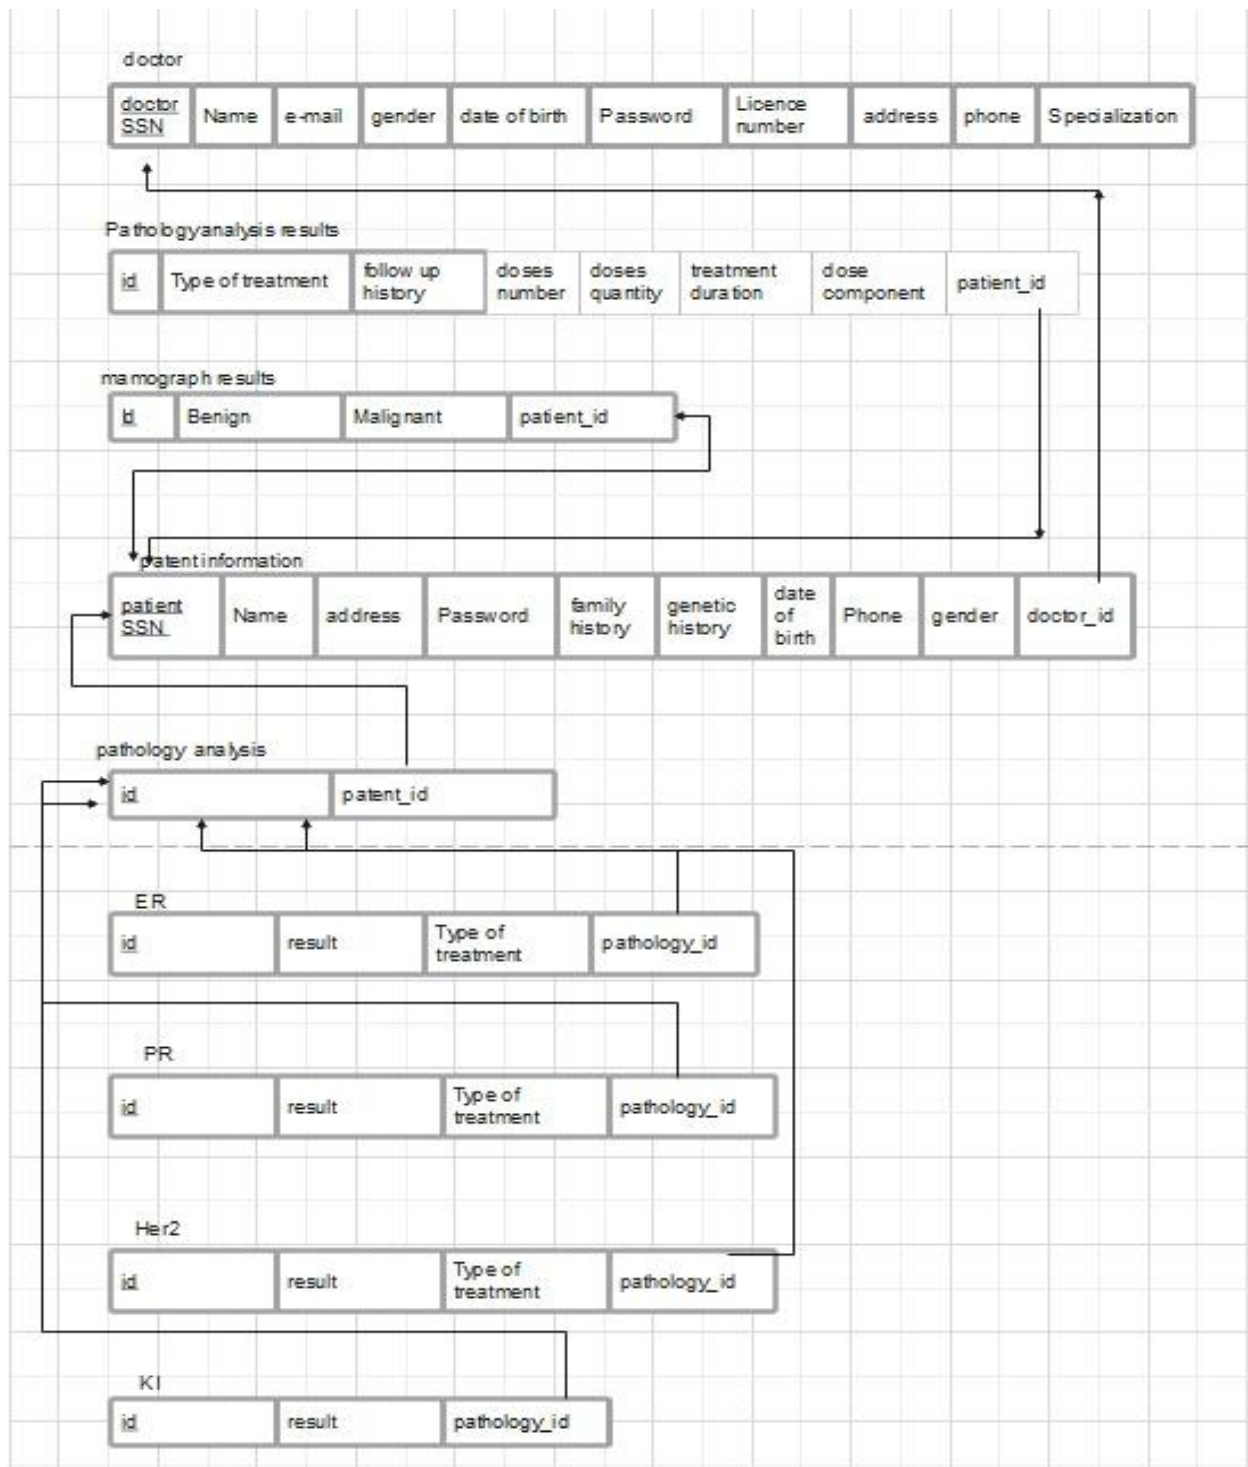 doctor
doctor
SSN
Name
e-mail
gender
date of birth
Password
Licence
number
address
phone
Specialization
Pathologyanalysis results
id
Type of treatment
follow up
history
doses
number
doses
quantity
treatment
duration
dose
component
patient_id
mamograph results
Id
Benign
Malignant
patient_id
patent information
patient
SSN
Name
address
Password
family
history
genetic
history
date
of
birth
Phone
gender
doctor_id
pathology analysis
id
patent_id
ER
id
result
Type of
treatment
pathology_id
PR
id
result
Type of
treatment
pathology_id
Her2
id
result
Type of
treatment
pathology_id
KI
id
result
pathology_id